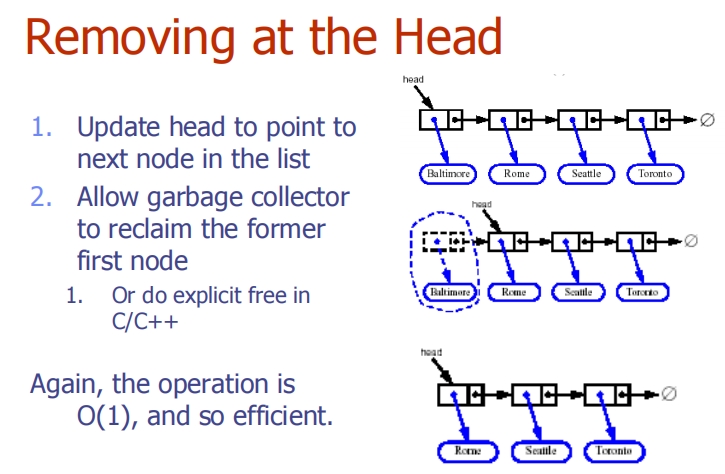 Removing at the Head
1. Update head to point to
next node in the list
2. Allow garbage collector
to reclaim the former
first node
1. Or do explicit free in
C/C++
Again, the operation is
O(1), and so efficient.
head
∅
Baltimore Rome Seattle Toronto
head
∅
Baltimore Rome Seattle Toronto
head
∅
Rome Seattle Toronto